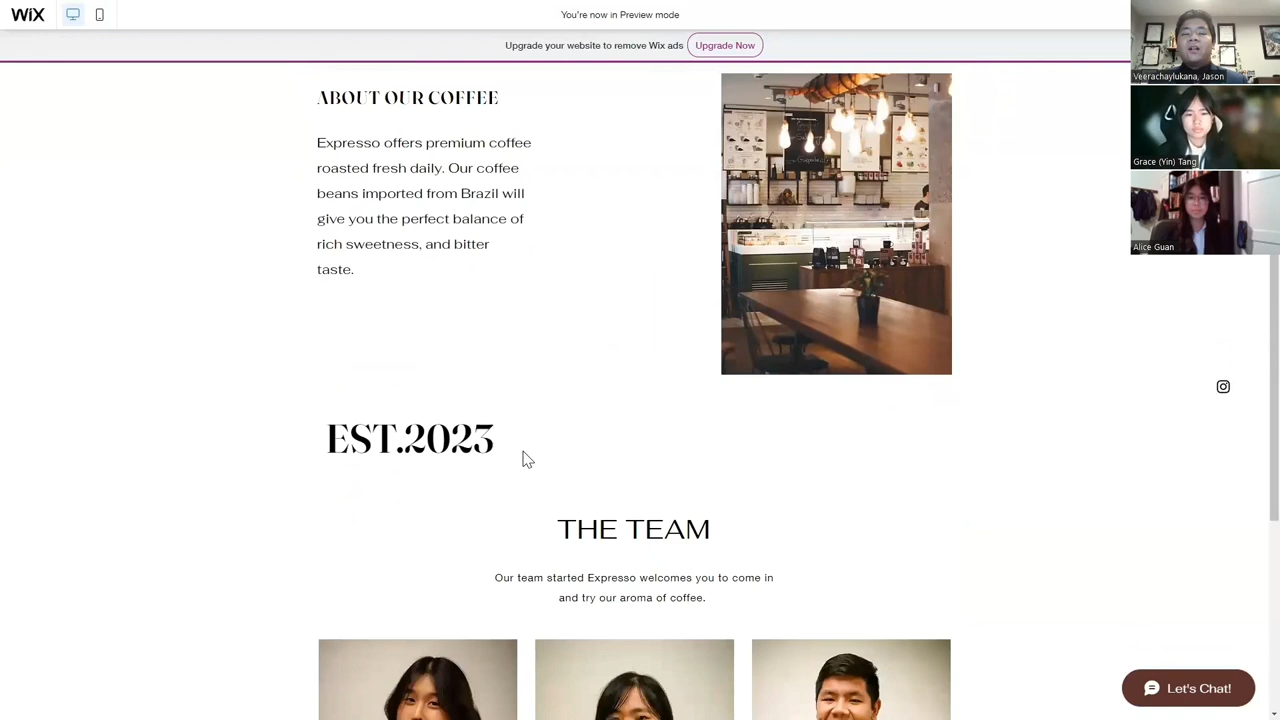 WiX
You're now in Preview mode
Upgrade your website to remove Wix ads
Upgrade Now
ABOUT OUR COFFEE
Expresso offers premium coffee
roasted fresh daily. Our coffee
beans imported from Brazil will
give you the perfect balance of
rich sweetness, and bitter
taste.
EST.2023
THE TEAM
Our team started Expresso welcomes you to come in
and try our aroma of coffee.
Let's Chat!
Veerachaylukana, Jason
Grace (Yin) Tang
Alice Guan